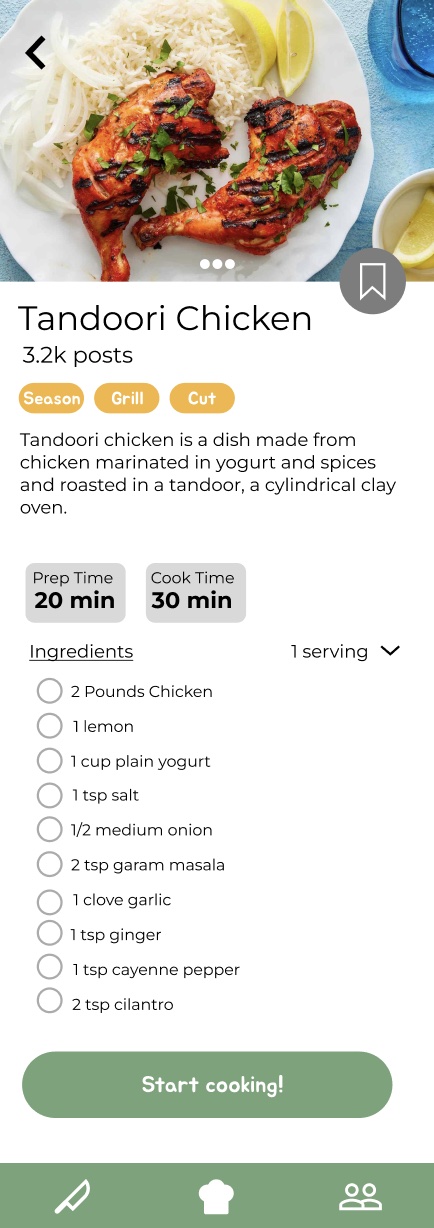 Tandoori Chicken
3.2k posts
Season Grill Cut
Tandoori chicken is a dish made from
chicken marinated in yogurt and spices
and roasted in a tandoor, a cylindrical clay
oven.
Prep Time Cook Time
20 min 30 min
Ingredients 1 serving
2 Pounds Chicken
1 lemon
1 cup plain yogurt
1 tsp salt
1/2 medium onion
2 tsp garam masala
1 clove garlic
1 tsp ginger
1 tsp cayenne pepper
2 tsp cilantro
Start cooking!